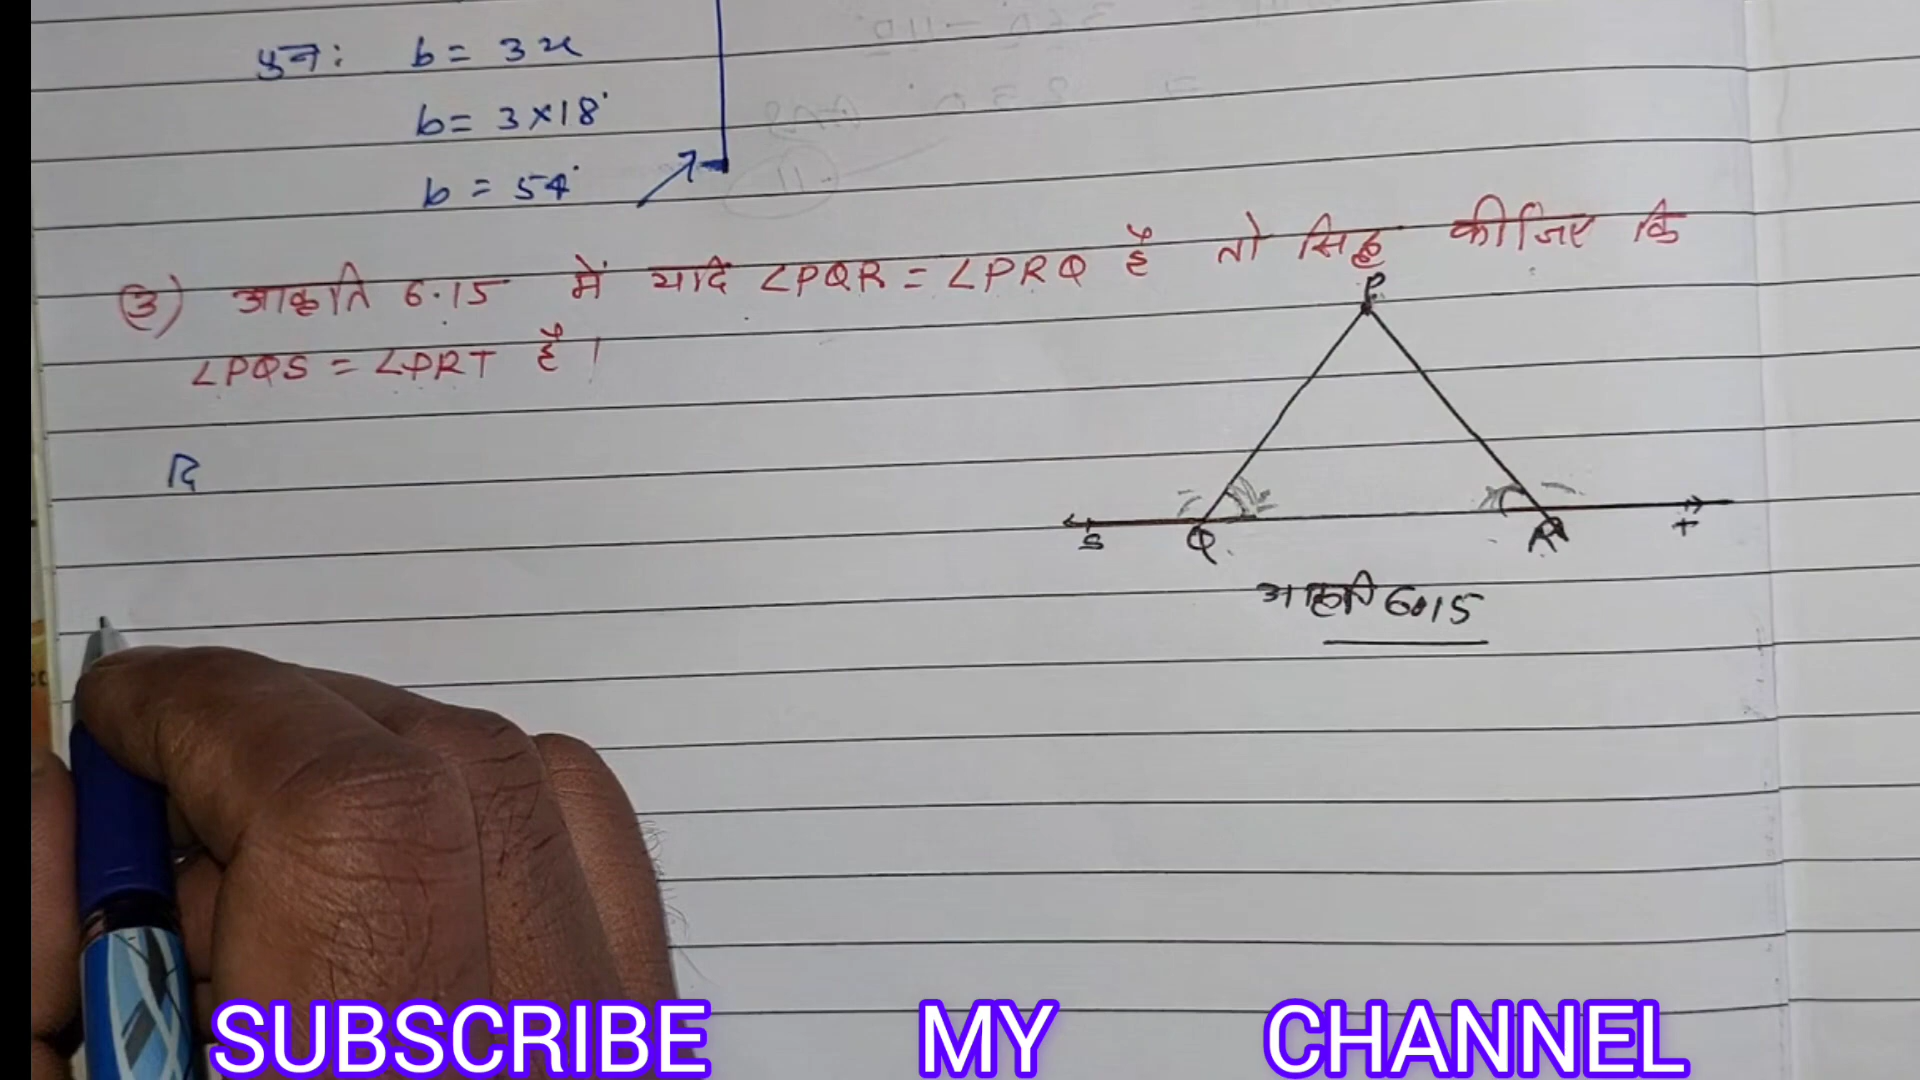 पुन: b = 3x
b = 3×18°
b = 54°
3) आकृति 6.15 में यदि ∠PQR = ∠PRQ है तो सिद्ध कीजिए कि
∠PQS = ∠PRT है।
P
दि
S Q R T
आकृति 6.15
SUBSCRIBE MY CHANNEL